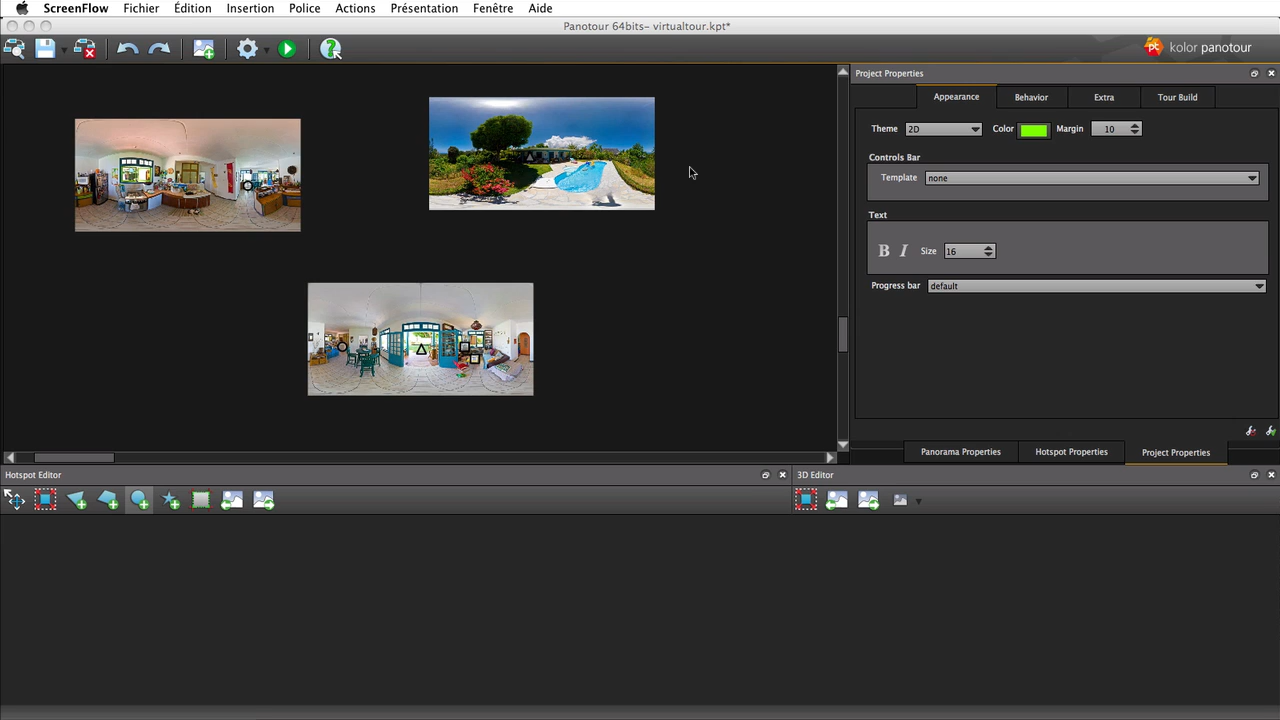 ScreenFlow Fichier Édition Insertion Police Actions Présentation Fenêtre Aide
Panotour 64bits– virtualtour.kpt*
pt kolor panotour
Project Properties
Appearance Behavior Extra Tour Build
Theme 2D Color Margin 10
Controls Bar
Template none
Text
B I Size 16
Progress bar default
Panorama Properties Hotspot Properties Project Properties
Hotspot Editor
3D Editor